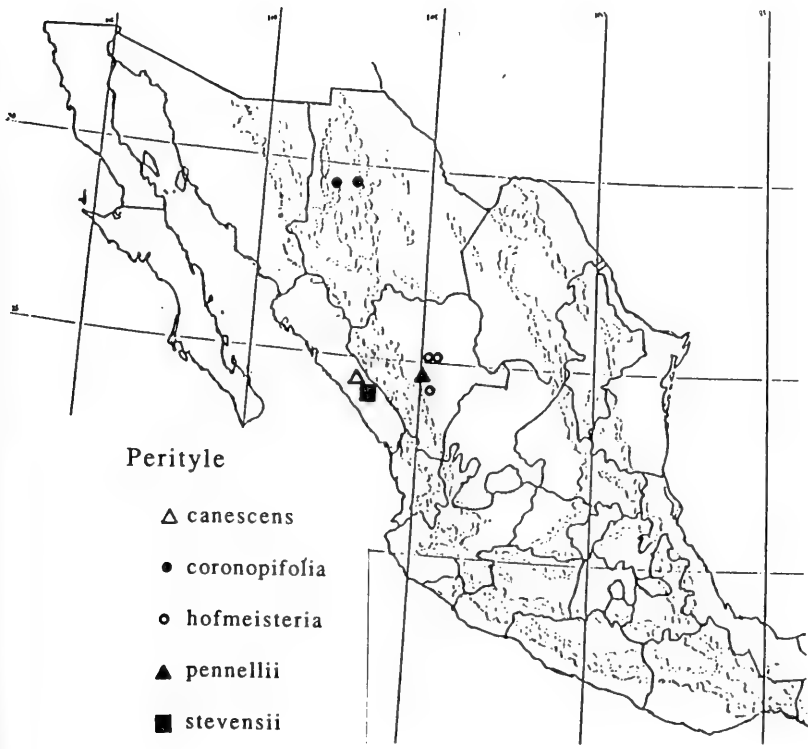 Perityle
canescens
coronopifolia
hofmeisteria
pennellii
stevensii